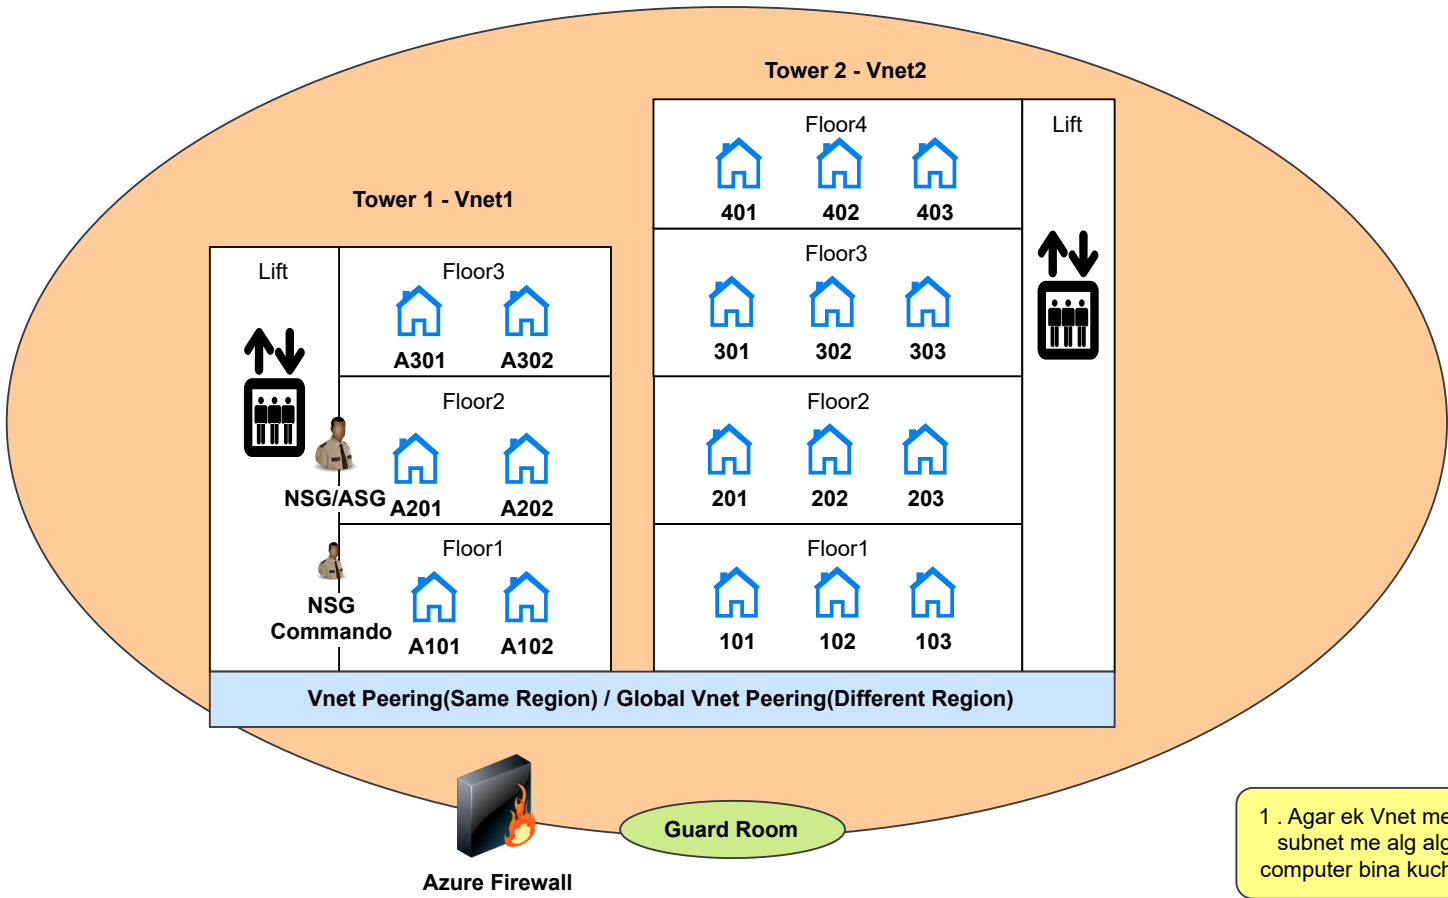 Tower 2 - Vnet2
Floor4
Lift
401 402 403
Tower 1 - Vnet1
Floor3
301 302 303
Lift
Floor3
A301 A302
Floor2
201 202 203
Floor2
NSG/ASG
A201 A202
Floor1
101 102 103
Floor1
NSG
Commando
A101 A102
Vnet Peering(Same Region) / Global Vnet Peering(Different Region)
Guard Room
Azure Firewall
1 . Agar ek Vnet me
subnet me alg alg
computer bina kuch